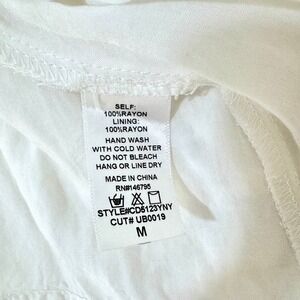 SELF:
100%RAYON
LINING:
100%RAYON
HAND WASH
WITH COLD WATER
DO NOT BLEACH
HANG OR LINE DRY
MADE IN CHINA
RN#146795
STYLE#CD5123YNY
CUT# UB0019
M